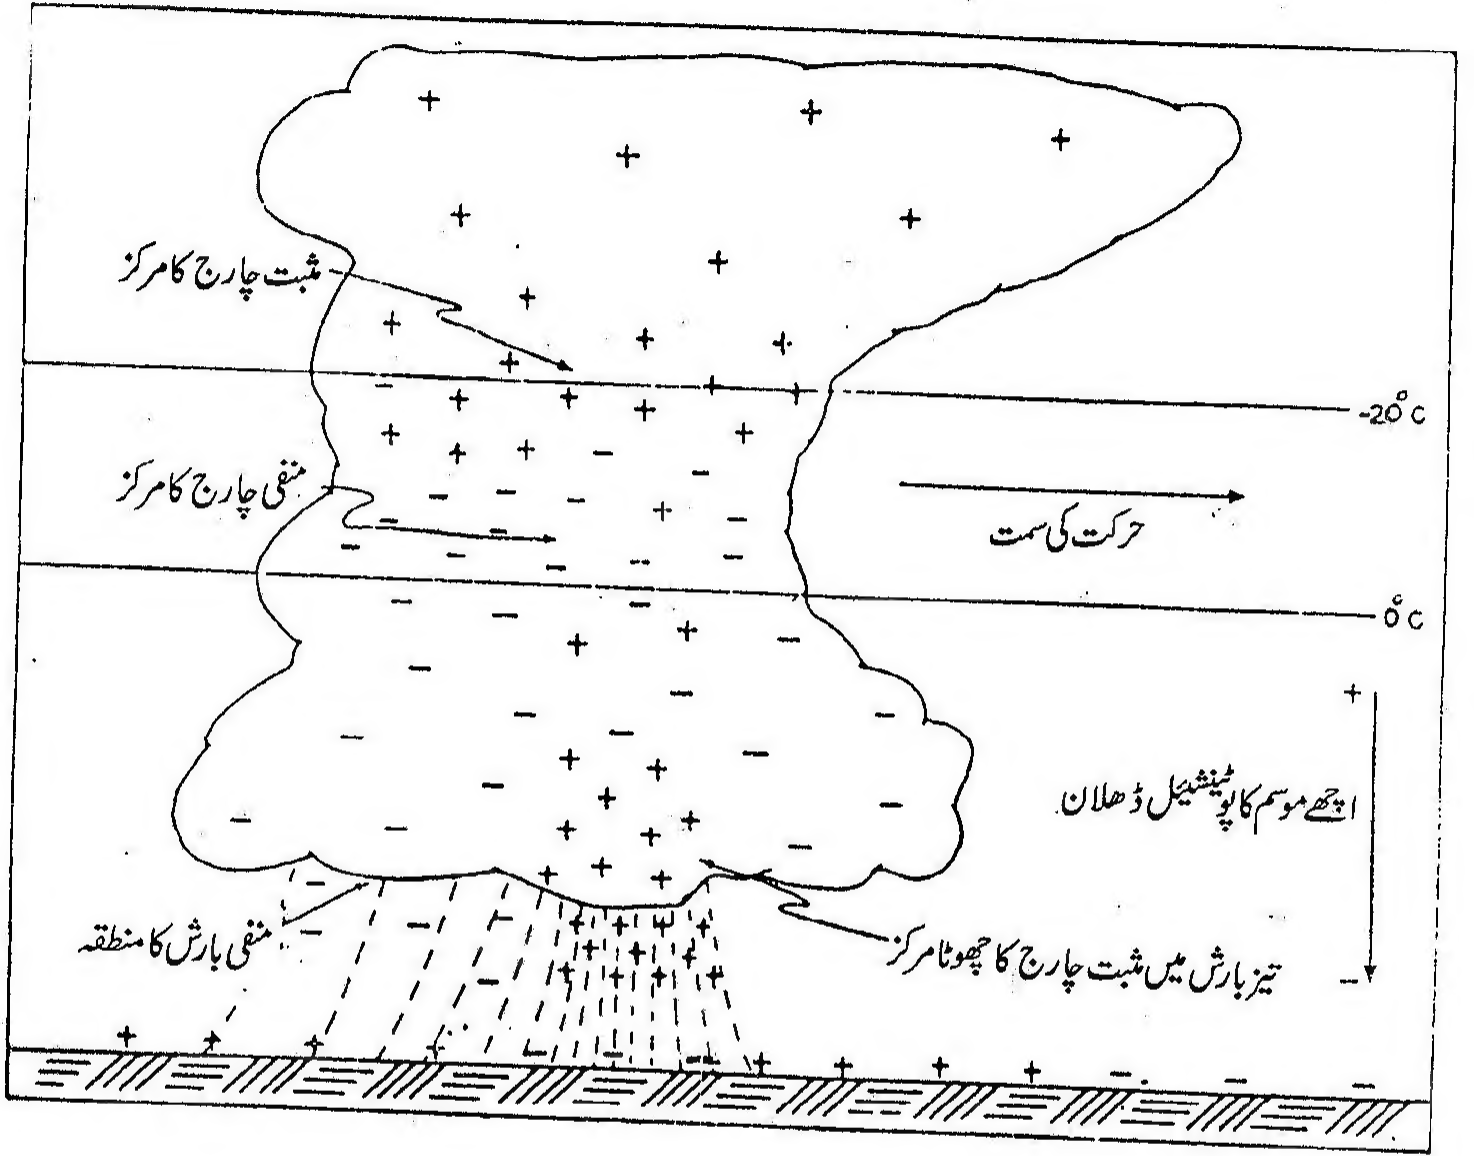 مثبت چارج کا مرکز
-20°C
منفی چارج کا مرکز
حرکت کی سمت
0°C
اچھے موسم کا پوٹینشیئل ڈھلان
منفی بارش کا منطقہ
تیز بارش میں مثبت چارج کا چھوٹا مرکز